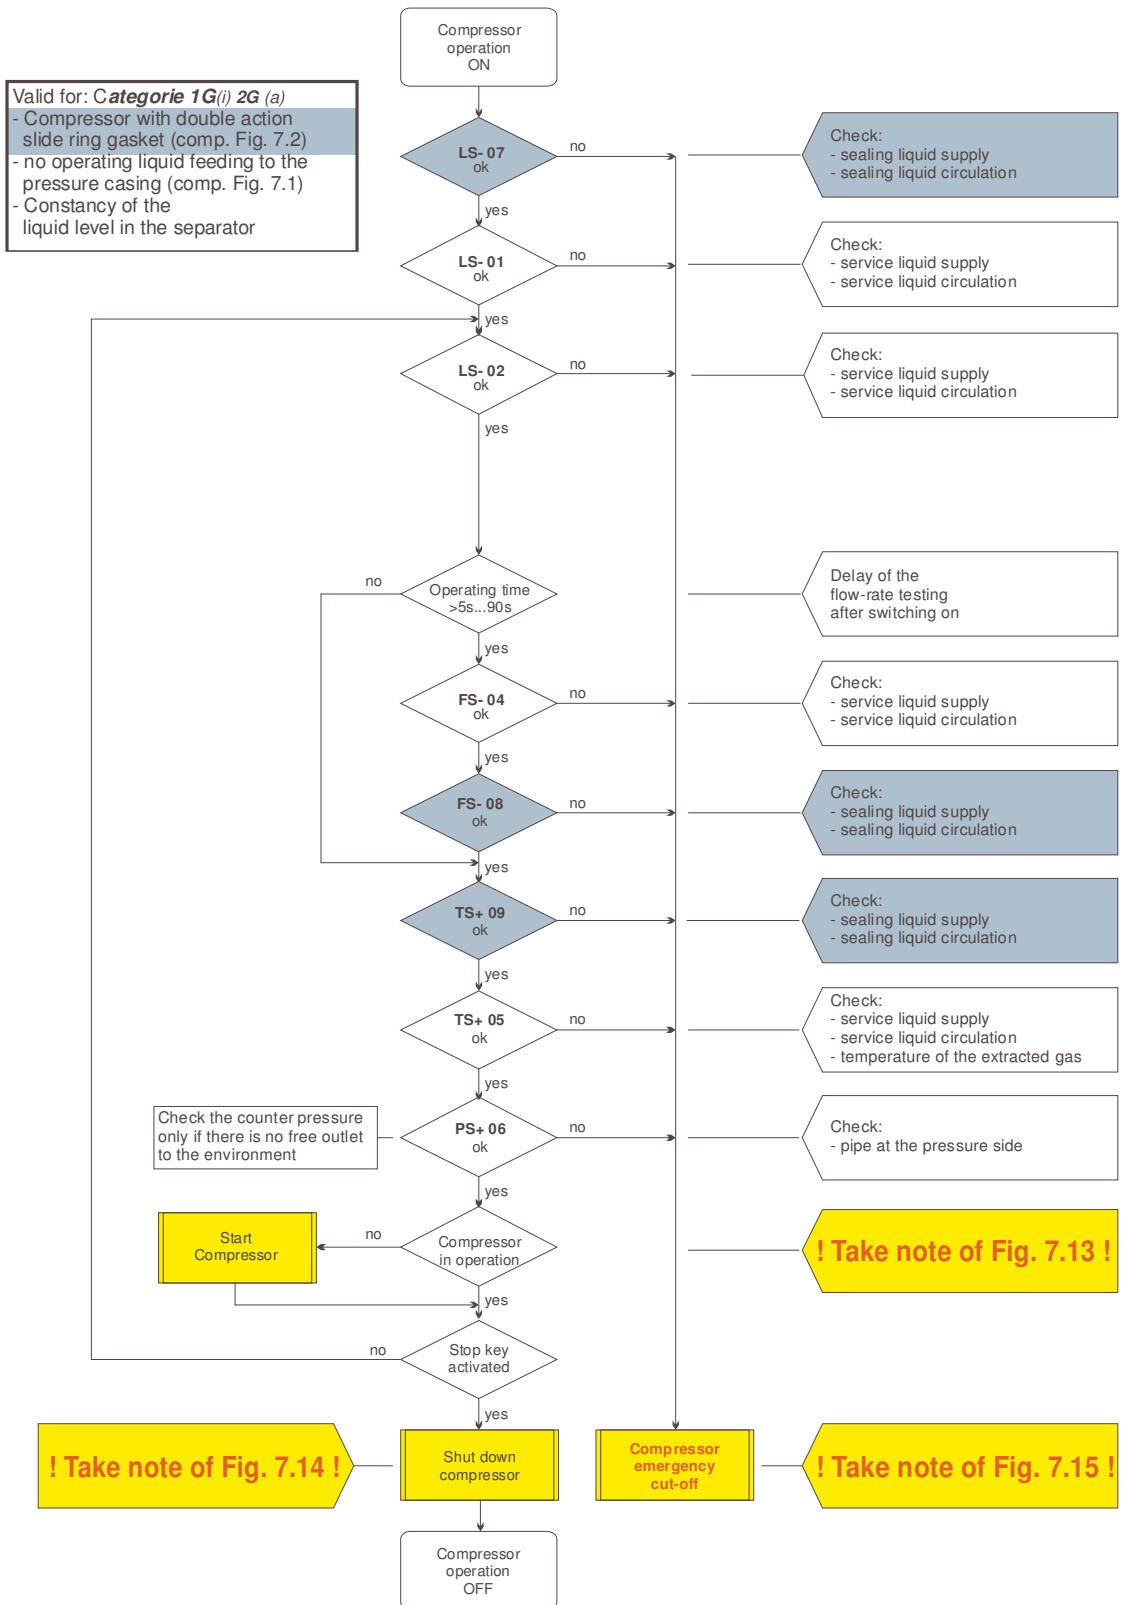 Compressor
operation
ON
Valid for: Categorie 1G(i) 2G (a)
- Compressor with double action
slide ring gasket (comp. Fig. 7.2)
- no operating liquid feeding to the
pressure casing (comp. Fig. 7.1)
- Constancy of the
liquid level in the separator
LS- 07
ok
no
yes
Check:
- sealing liquid supply
- sealing liquid circulation
LS- 01
ok
no
yes
Check:
- service liquid supply
- service liquid circulation
LS- 02
ok
no
yes
Check:
- service liquid supply
- service liquid circulation
no
Operating time
>5s...90s
yes
Delay of the
flow-rate testing
after switching on
FS- 04
ok
no
yes
Check:
- service liquid supply
- service liquid circulation
FS- 08
ok
no
yes
Check:
- sealing liquid supply
- sealing liquid circulation
TS+ 09
ok
no
yes
Check:
- sealing liquid supply
- sealing liquid circulation
TS+ 05
ok
no
yes
Check:
- service liquid supply
- service liquid circulation
- temperature of the extracted gas
Check the counter pressure
only if there is no free outlet
to the environment
PS+ 06
ok
no
yes
Check:
- pipe at the pressure side
Start
Compressor
no
Compressor
in operation
yes
! Take note of Fig. 7.13 !
no
Stop key
activated
yes
! Take note of Fig. 7.14 !
Shut down
compressor
Compressor
emergency
cut-off
! Take note of Fig. 7.15 !
Compressor
operation
OFF